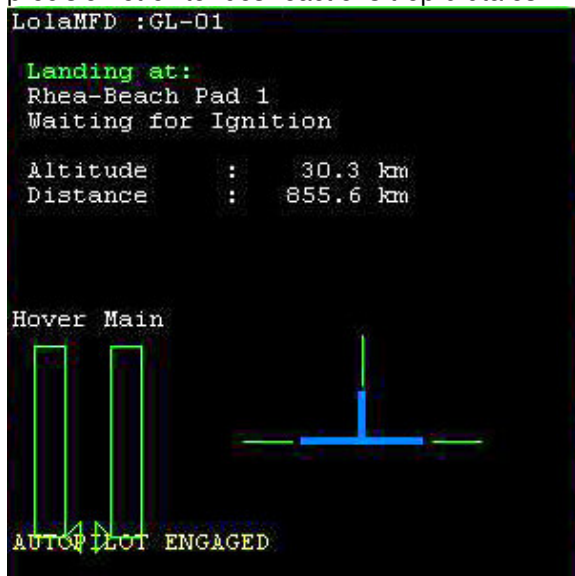 LolaMFD :GL-01
Landing at:
Rhea-Beach Pad 1
Waiting for Ignition
Altitude : 30.3 km
Distance : 855.6 km
Hover Main
AUTOPILOT ENGAGED